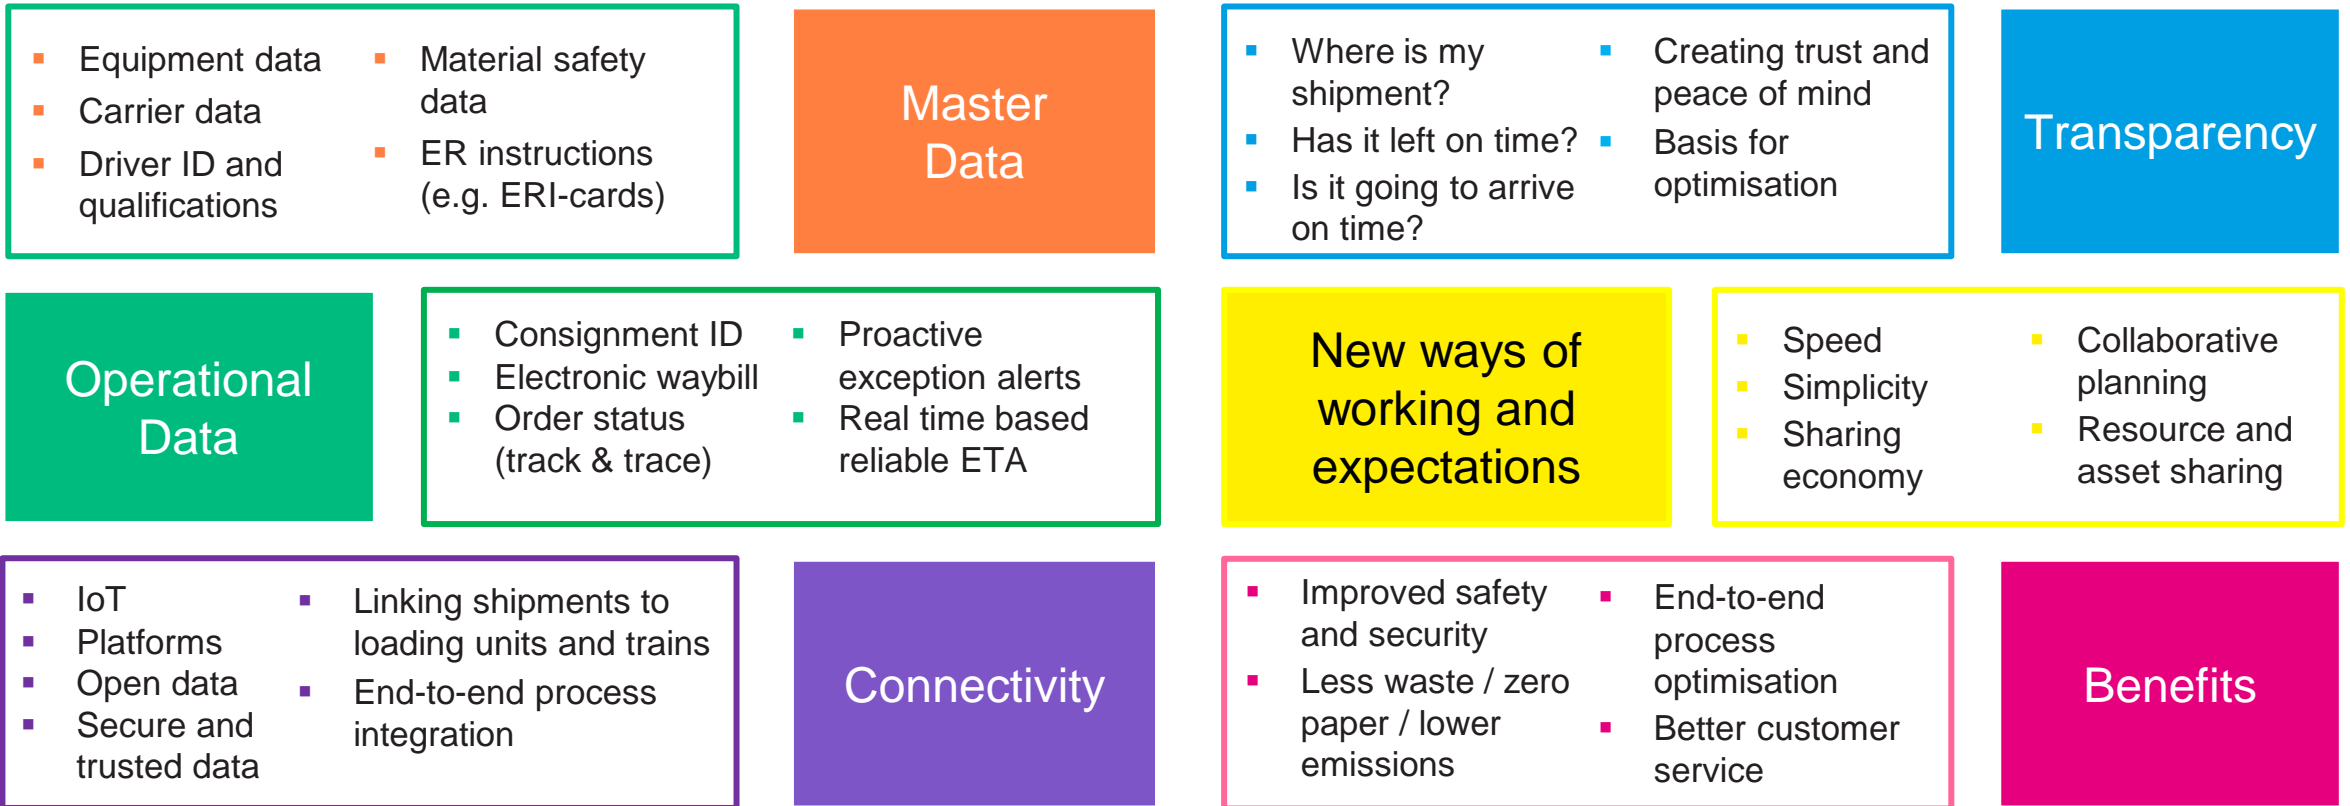 Equipment data
Carrier data
Driver ID and
qualifications
Material safety
data
ER instructions
(e.g. ERI-cards)
Master
Data
Where is my
shipment?
Has it left on time?
Is it going to arrive
on time?
Creating trust and
peace of mind
Basis for
optimisation
Transparency
Operational
Data
Consignment ID
Electronic waybill
Order status
(track & trace)
Proactive
exception alerts
Real time based
reliable ETA
New ways of
working and
expectations
Speed
Simplicity
Sharing
economy
Collaborative
planning
Resource and
asset sharing
IoT
Platforms
Open data
Secure and
trusted data
Linking shipments to
loading units and trains
End-to-end process
integration
Connectivity
Improved safety
and security
Less waste / zero
paper / lower
emissions
End-to-end
process
optimisation
Better customer
service
Benefits